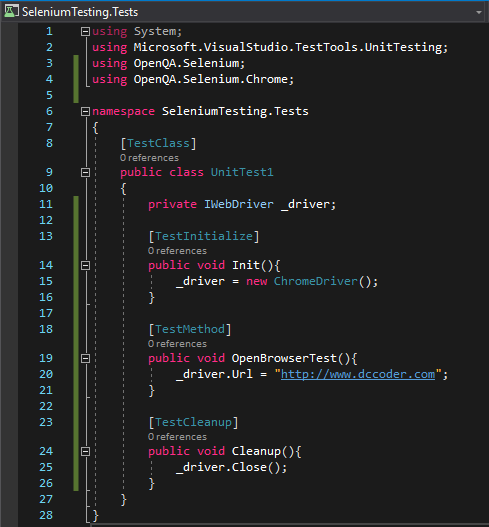 SeleniumTesting.Tests
1 using System;
2 using Microsoft.VisualStudio.TestTools.UnitTesting;
3 using OpenQA.Selenium;
4 using OpenQA.Selenium.Chrome;
5
6 namespace SeleniumTesting.Tests
7 {
8 [TestClass]
0 references
9 public class UnitTest1
10 {
11 private IWebDriver _driver;
12
13 [TestInitialize]
0 references
14 public void Init(){
15 _driver = new ChromeDriver();
16 }
17
18 [TestMethod]
0 references
19 public void OpenBrowserTest(){
20 _driver.Url = "http://www.dccoder.com";
21 }
22
23 [TestCleanup]
0 references
24 public void Cleanup(){
25 _driver.Close();
26 }
27 }
28 }